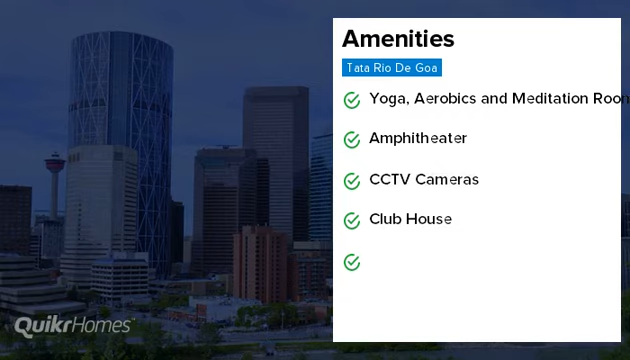 Amenities
Tata Rio De Goa
Yoga, Aerobics and Meditation Room
Amphitheater
CCTV Cameras
Club House
QuikrHomes